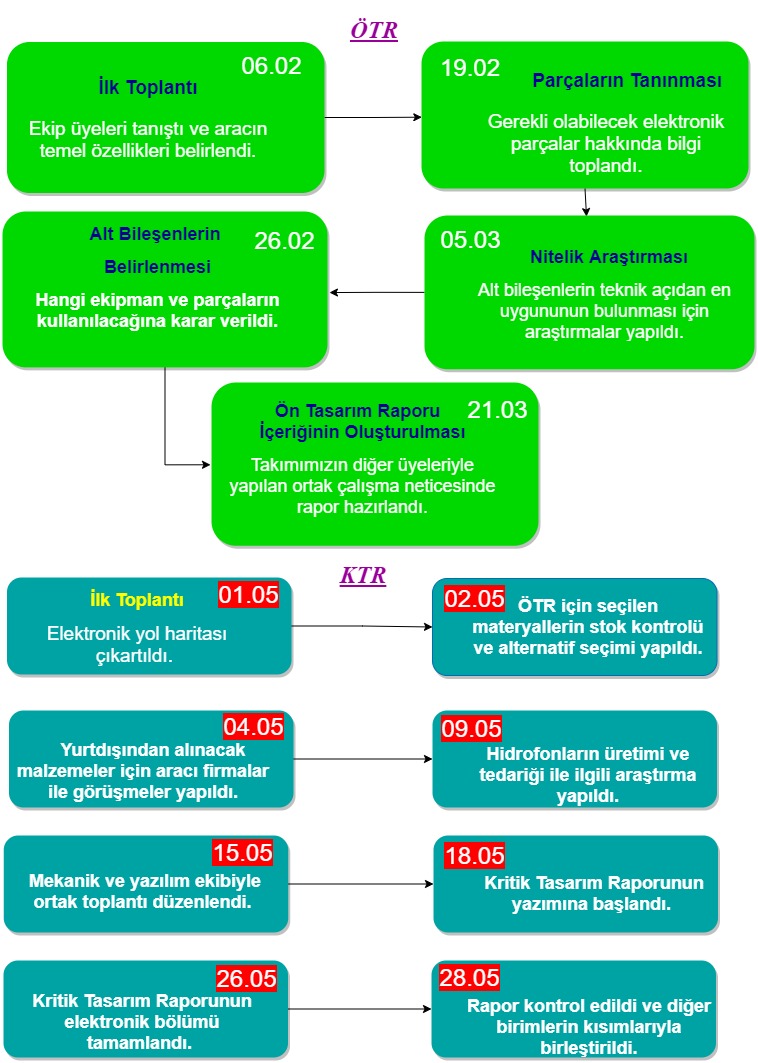 ÖTR
06.02
İlk Toplantı
Ekip üyeleri tanıştı ve aracın
temel özellikleri belirlendi.
19.02
Parçaların Tanınması
Gerekli olabilecek elektronik
parçalar hakkında bilgi
toplandı.
Alt Bileşenlerin
26.02
Belirlenmesi
Hangi ekipman ve parçaların
kullanılacağına karar verildi.
05.03
Nitelik Araştırması
Alt bileşenlerin teknik açıdan en
uygununun bulunması için
araştırmalar yapıldı.
Ön Tasarım Raporu
21.03
İçeriğinin Oluşturulması
Takımımızın diğer üyeleriyle
yapılan ortak çalışma neticesinde
rapor hazırlandı.
KTR
İlk Toplantı
01.05
Elektronik yol haritası
çıkartıldı.
02.05
ÖTR için seçilen
materyallerin stok kontrolü
ve alternatif seçimi yapıldı.
04.05
Yurtdışından alınacak
malzemeler için aracı firmalar
ile görüşmeler yapıldı.
09.05
Hidrofonların üretimi ve
tedariği ile ilgili araştırma
yapıldı.
15.05
Mekanik ve yazılım ekibiyle
ortak toplantı düzenlendi.
18.05
Kritik Tasarım Raporunun
yazımına başlandı.
26.05
Kritik Tasarım Raporunun
elektronik bölümü
tamamlandı.
28.05
Rapor kontrol edildi ve diğer
birimlerin kısımlarıyla
birleştirildi.